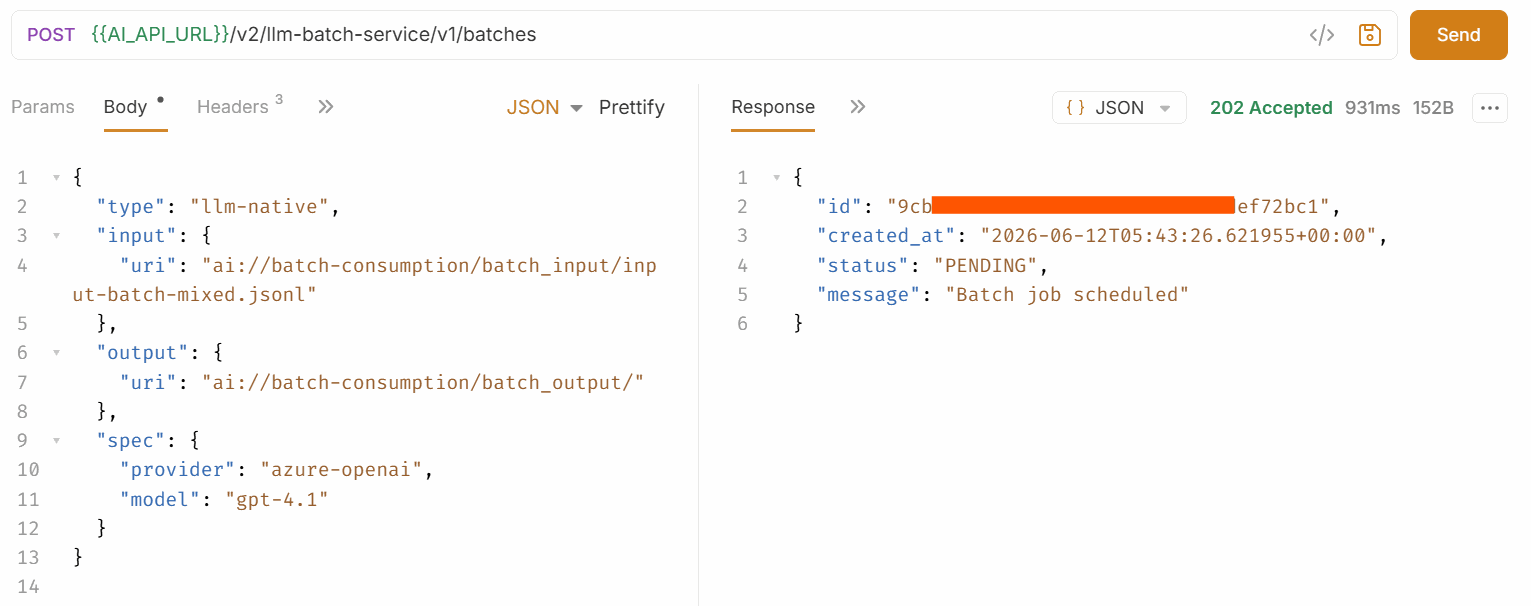 POST {{AI_API_URL}}/v2/llm-batch-service/v1/batches
Send
Params Body Headers 3 JSON Prettify
1 {
2 "type": "llm-native",
3 "input": {
4 "uri": "ai://batch-consumption/batch_input/inp
ut-batch-mixed.jsonl"
5 },
6 "output": {
7 "uri": "ai://batch-consumption/batch_output/"
8 },
9 "spec": {
10 "provider": "azure-openai",
11 "model": "gpt-4.1"
12 }
13 }
14
Response {} JSON 202 Accepted 931ms 152B
1 {
2 "id": "9cb ef72bc1",
3 "created_at": "2026-06-12T05:43:26.621955+00:00",
4 "status": "PENDING",
5 "message": "Batch job scheduled"
6 }